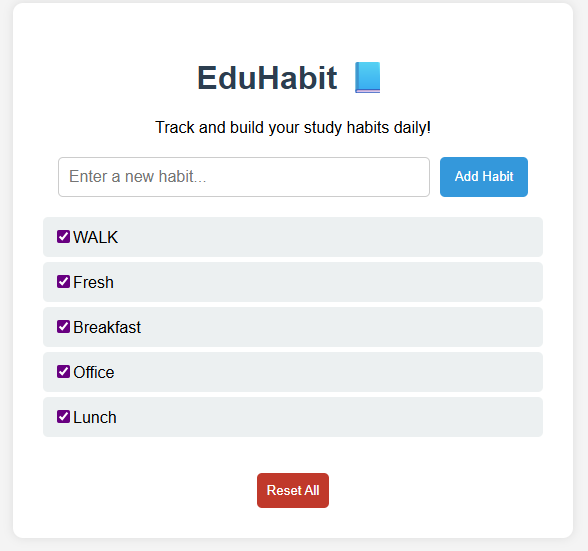 EduHabit 📘
Track and build your study habits daily!
Enter a new habit...
Add Habit
WALK
Fresh
Breakfast
Office
Lunch
Reset All